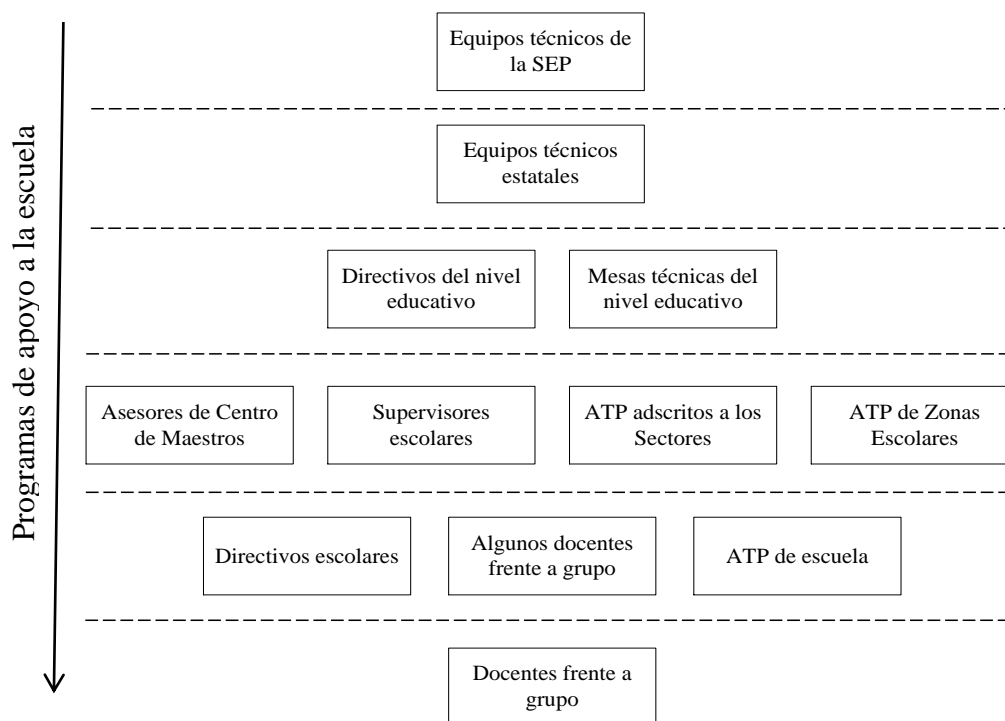 Programas de apoyo a la escuela
Equipos técnicos de
la SEP
Equipos técnicos
estatales
Directivos del nivel
educativo
Mesas técnicas del
nivel educativo
Asesores de Centro
de Maestros
Supervisores
escolares
ATP adscritos a los
Sectores
ATP de Zonas
Escolares
Directivos escolares
Algunos docentes
frente a grupo
ATP de escuela
Docentes frente a
grupo